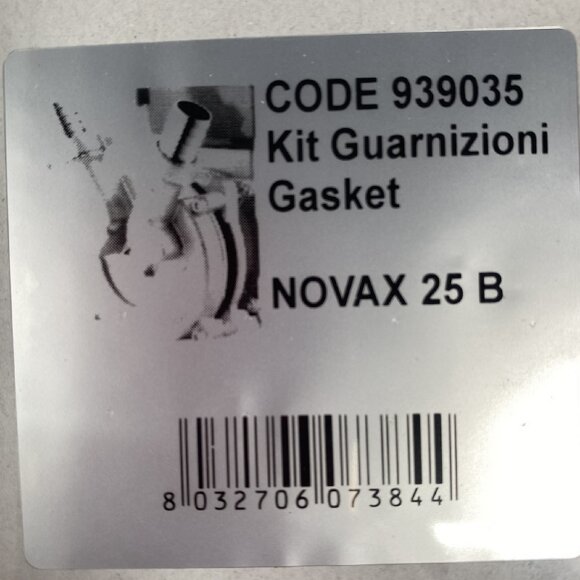 CODE 939035
Kit Guarnizioni
Gasket
NOVAX 25 B
8 032706 073844